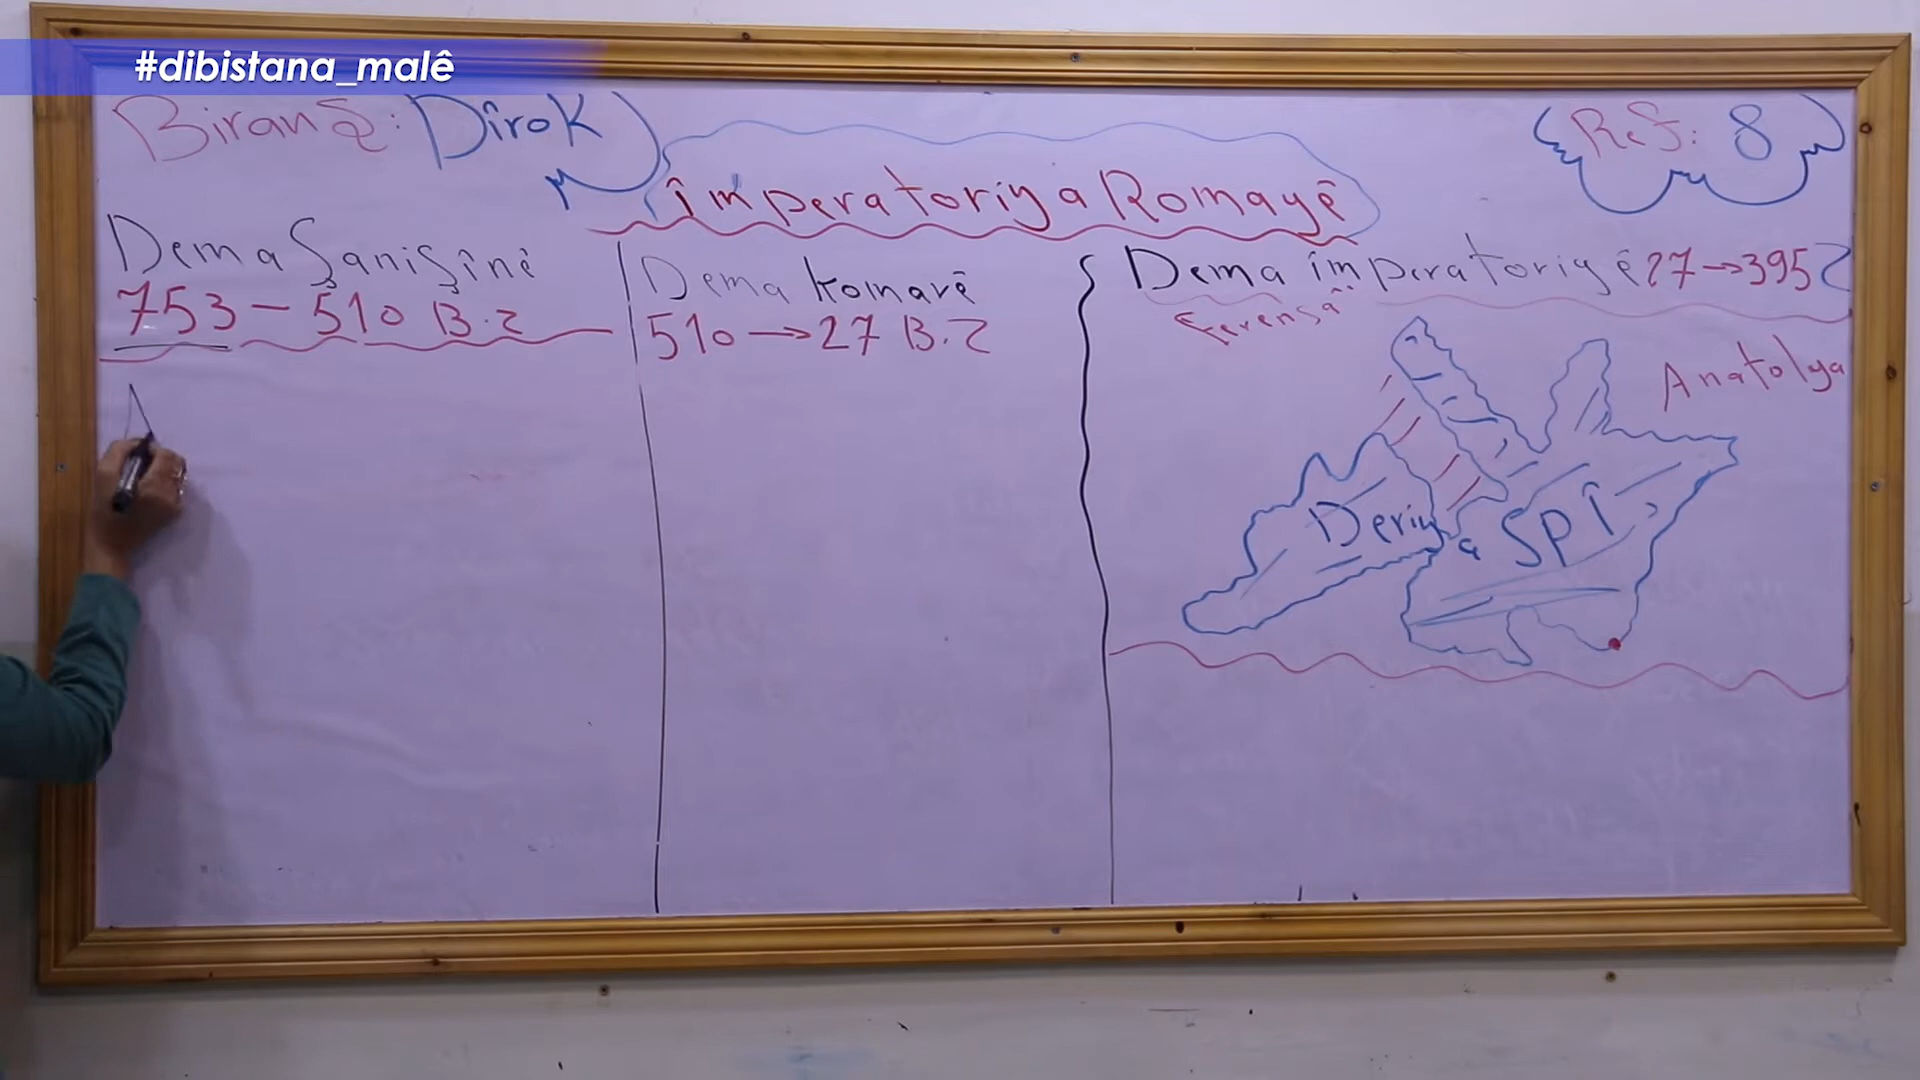 #dibistana_malê
Biranş: Dîrok
Ref: 8
împeratoriya Romayê
Dema Şanişînê
753 - 510 B.Z
Dema komarê
510 → 27 B.Z
Dema împeratoriyê 27 → 395 Z
Ferensa
Anatolya
Deriya SPÎ